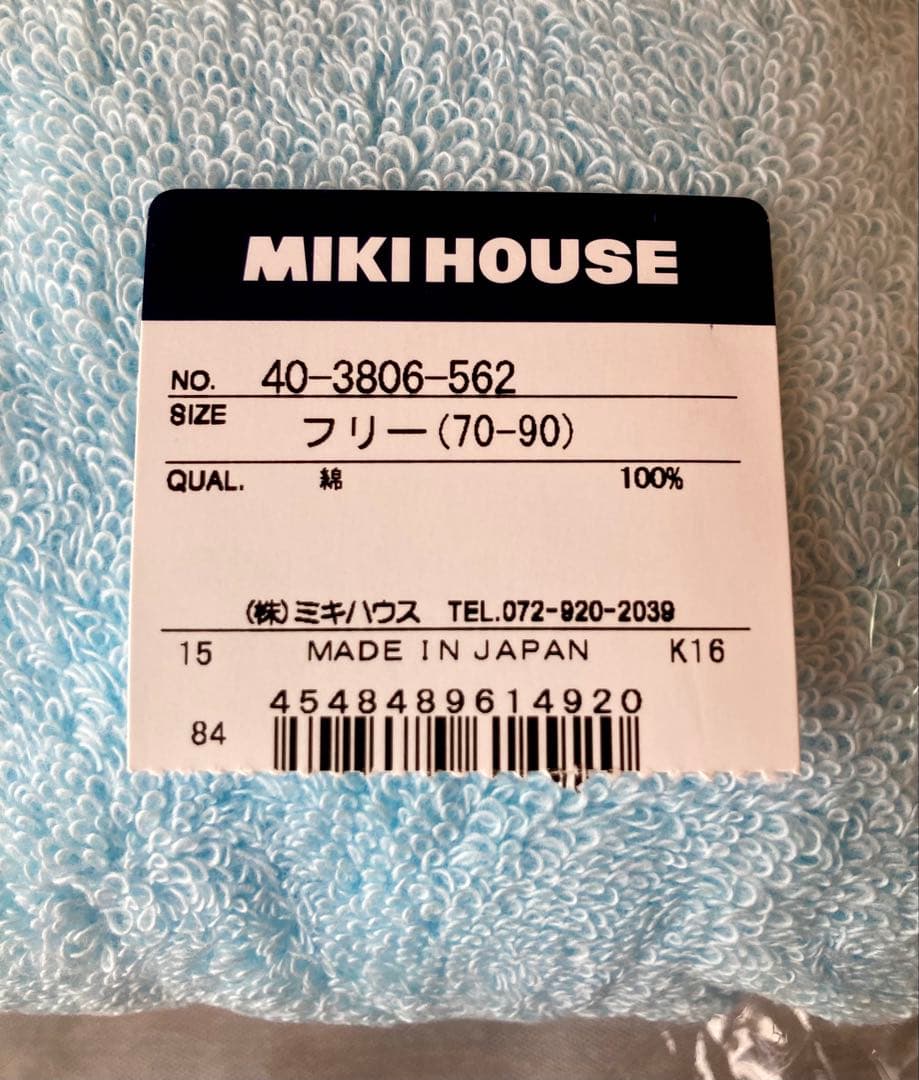 MIKI HOUSE
NO. 40-3806-562
SIZE フリー(70-90)
QUAL. 綿 100%
(株)ミキハウス TEL.072-920-2039
15 MADE IN JAPAN K16
4548489614920
84